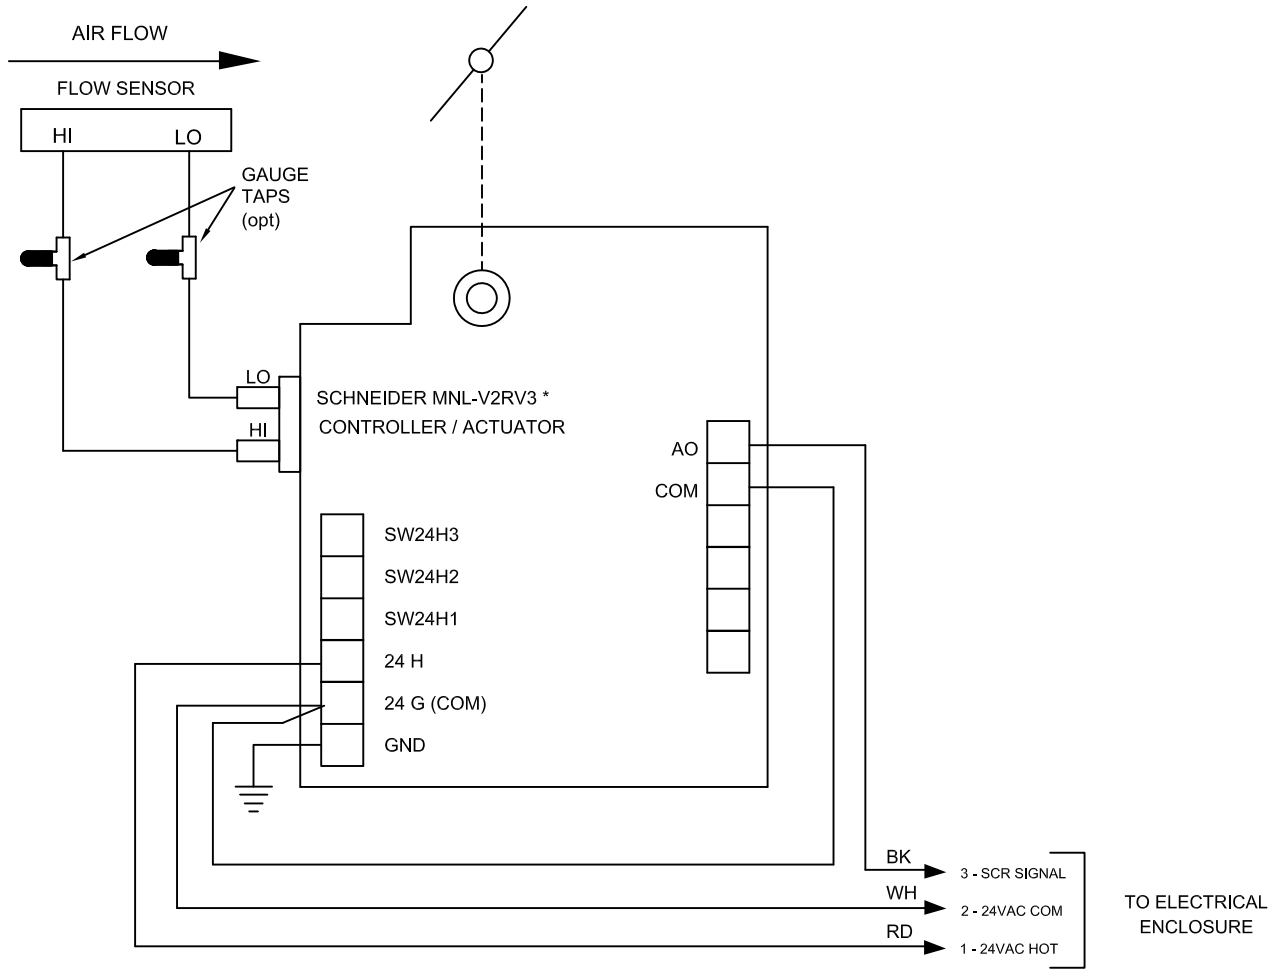 AIR FLOW
FLOW SENSOR
HI
LO
GAUGE
TAPS
(opt)
LO
HI
SCHNEIDER MNL-V2RV3 *
CONTROLLER / ACTUATOR
AO
COM
SW24H3
SW24H2
SW24H1
24 H
24 G (COM)
GND
BK
3 - SCR SIGNAL
WH
2 - 24VAC COM
RD
1 - 24VAC HOT
TO ELECTRICAL
ENCLOSURE